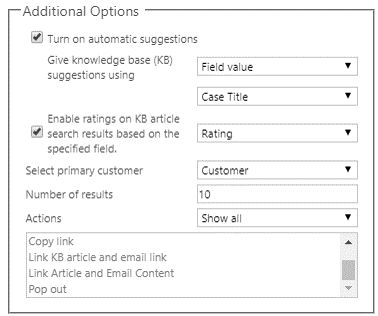 Additional Options
Turn on automatic suggestions
Give knowledge base (KB)
suggestions using
Field value
Case Title
Enable ratings on KB article
search results based on the
specified field.
Rating
Select primary customer
Customer
Number of results
10
Actions
Show all
Copy link
Link KB article and email link
Link Article and Email Content
Pop out